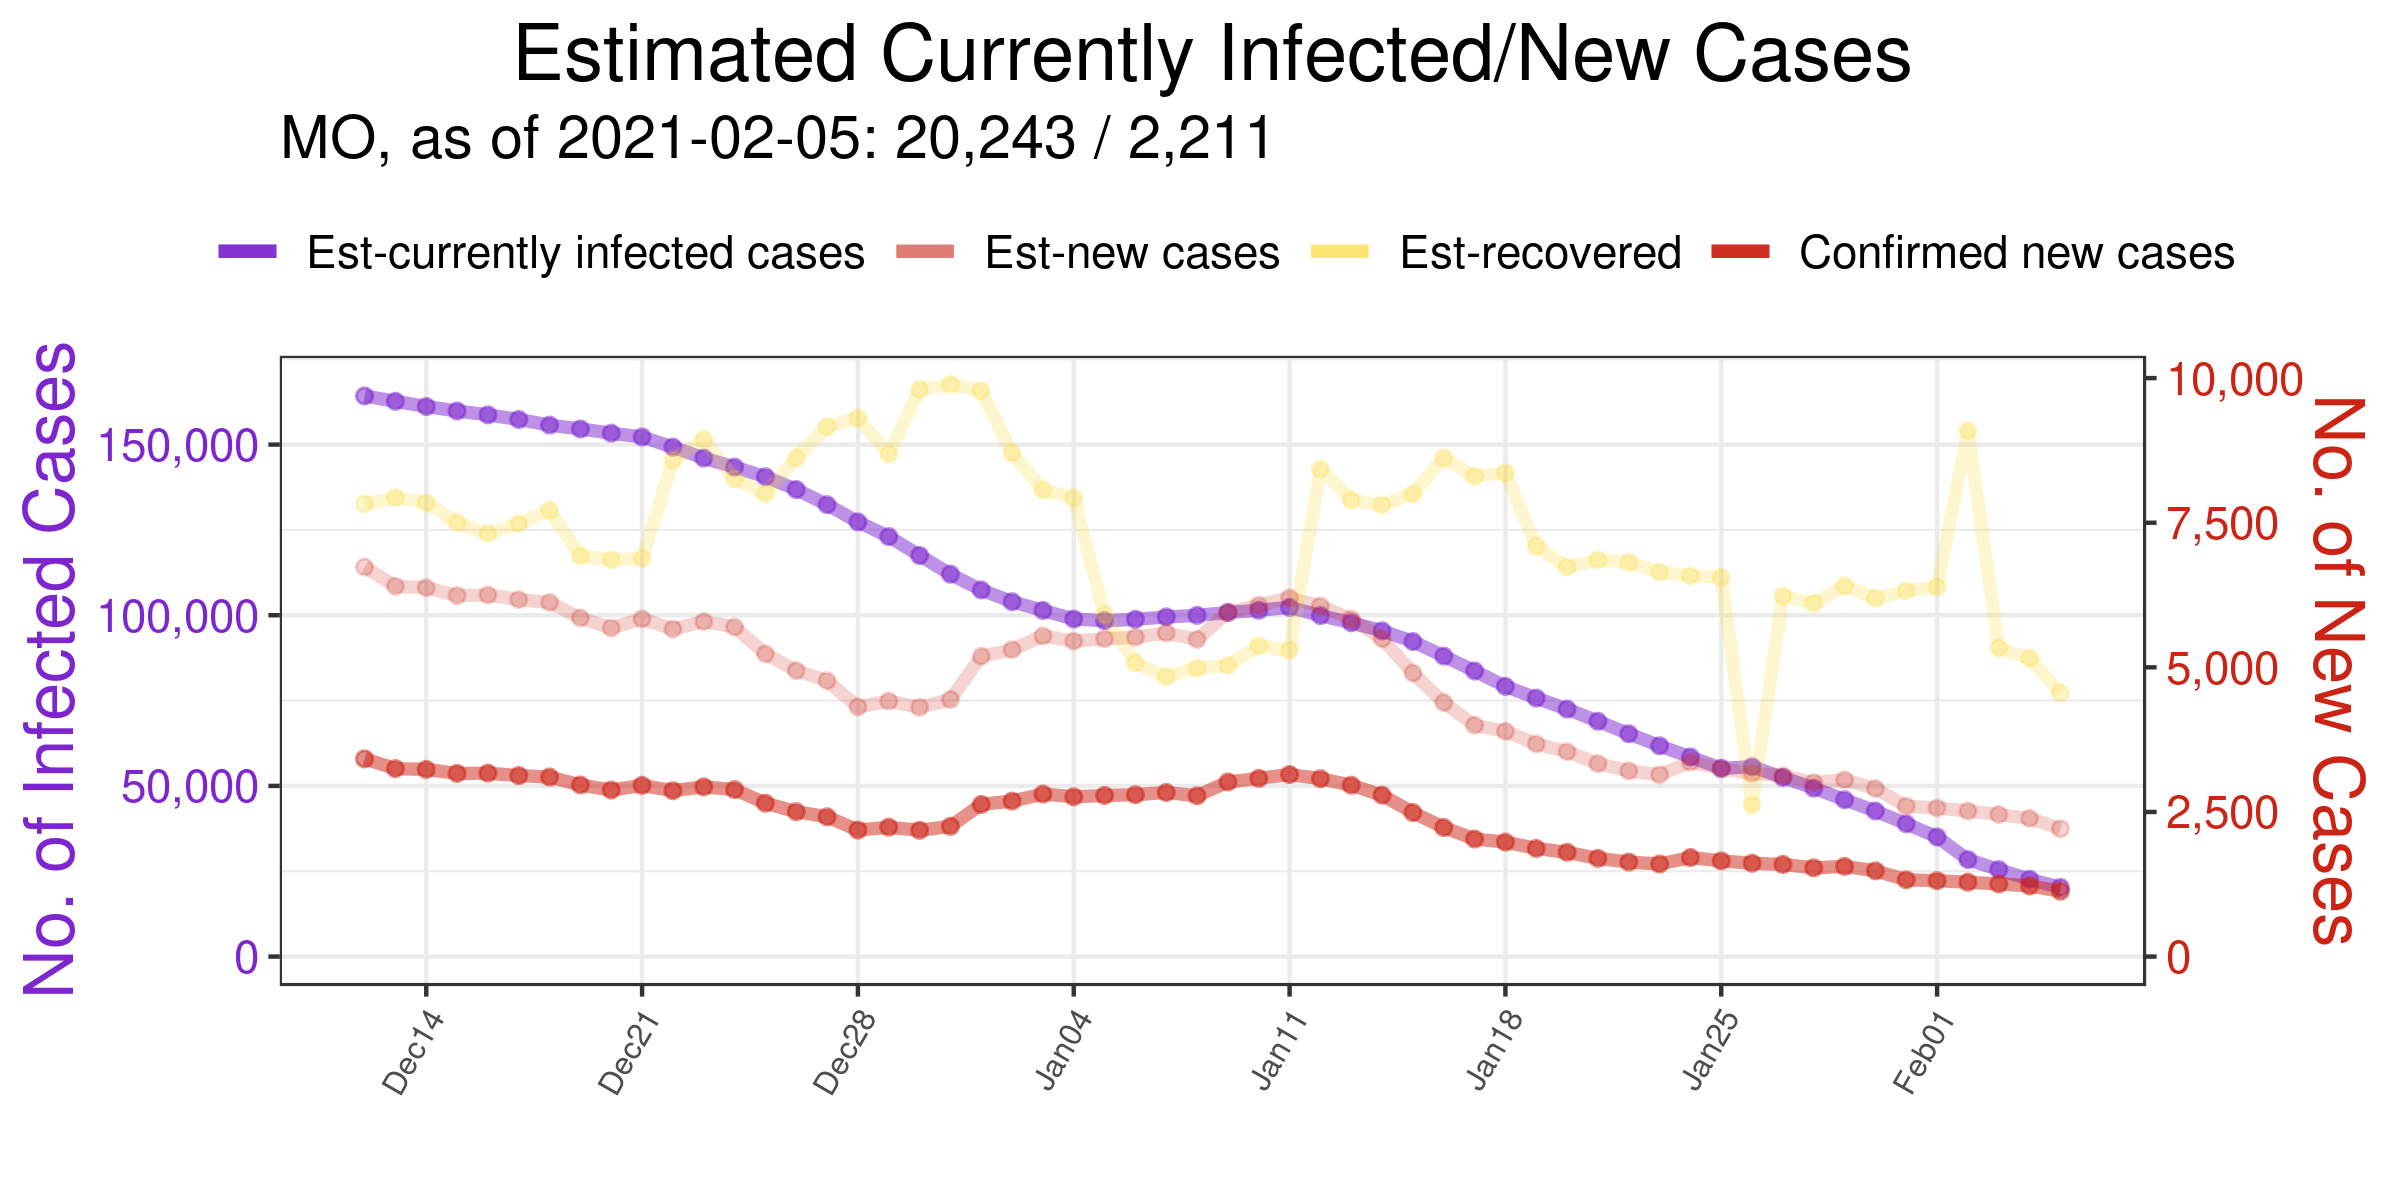 Estimated Currently Infected/New Cases
MO, as of 2021-02-05: 20,243 / 2,211
Est-currently infected cases Est-new cases Est-recovered Confirmed new cases
No. of Infected Cases
150,000
100,000
50,000
0
10,000
7,500
5,000
2,500
0
No. of New Cases
Dec14 Dec21 Dec28 Jan04 Jan11 Jan18 Jan25 Feb01